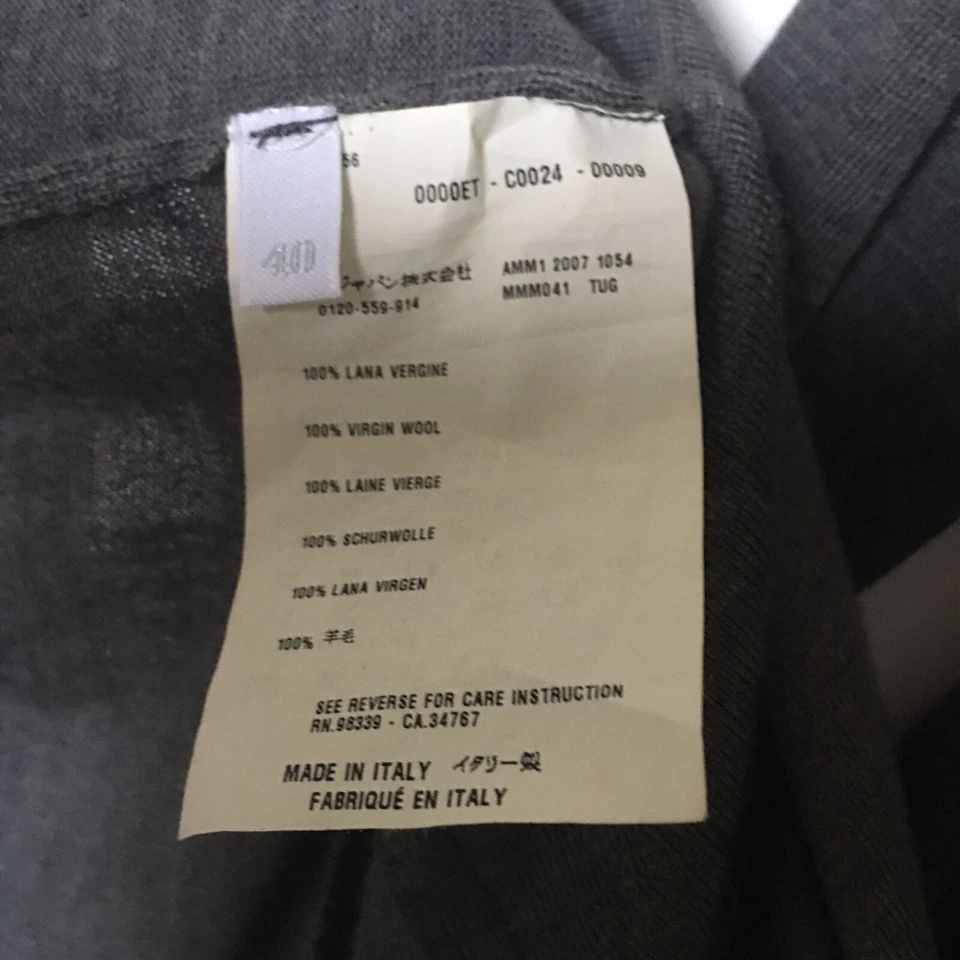 56
0000ET - C0024 - D0009
40
ジャパン株式会社
0120-559-914
AMM1 2007 1054
MMM041 TUG
100% LANA VERGINE
100% VIRGIN WOOL
100% LAINE VIERGE
100% SCHURWOLLE
100% LANA VIRGEN
100% 羊毛
SEE REVERSE FOR CARE INSTRUCTION
RN.98339 - CA.34767
MADE IN ITALY イタリー製
FABRIQUÉ EN ITALY